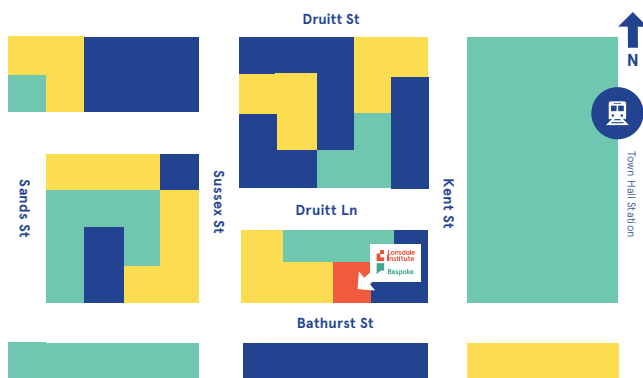 Druitt St
N
Town Hall Station
Sands St
Sussex St
Kent St
Druitt Ln
Lonsdale
Institute
Bespoke
Bathurst St